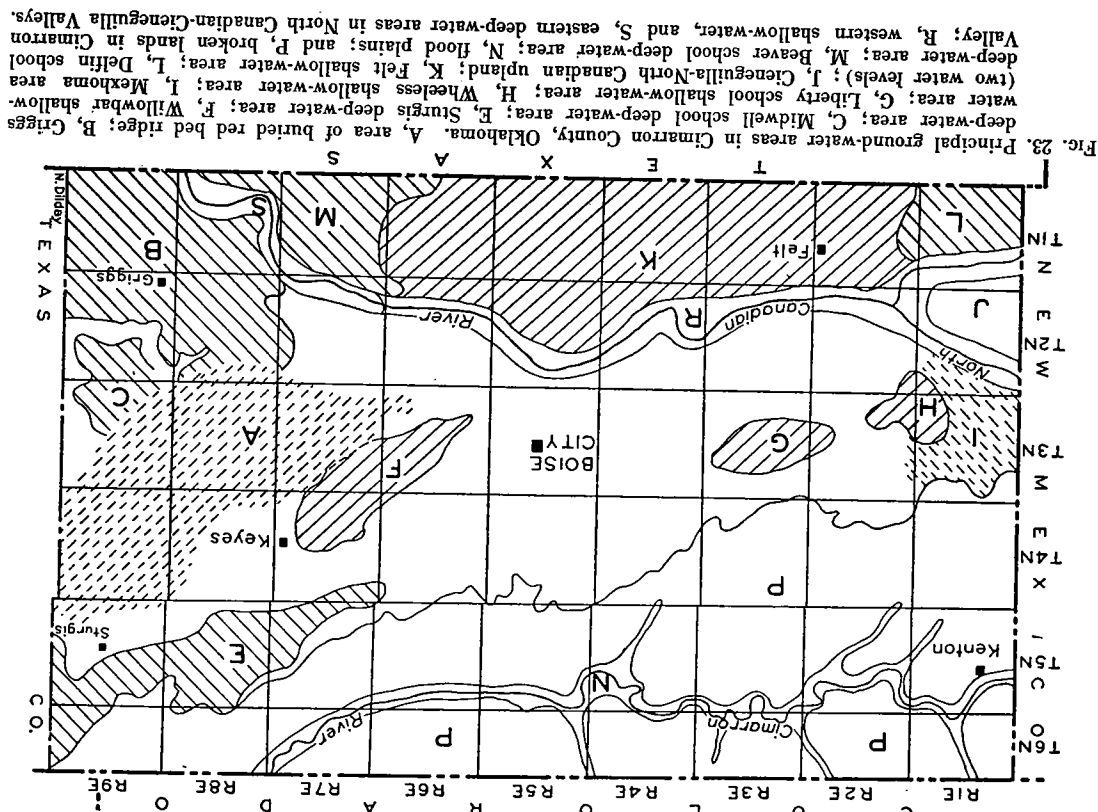 C O L O R A D O
R1E R2E R3E R4E R5E R6E R7E R8E R9E
T6N
P
P
Cimarron
River
T5N
Kenton
N
E
Sturgis
T4N
P
Keyes
T3N
I
H
G
BOISE
CITY
F
A
C
T2N
North
J
Canadian
R
River
T1N
L
Felt
K
M
S
B
Griggs
NEW MEXICO
TEXAS CO.
N.Dilday
T E X A S
Fig. 23. Principal ground-water areas in Cimarron County, Oklahoma. A, area of buried red bed ridge; B, Griggs
deep-water area; C, Midwell school deep-water area; E, Sturgis deep-water area; F, Willowbar shallow-
water area; G, Liberty school shallow-water area; H, Wheeless shallow-water area; I, Mexhoma area
(two water levels); J, Cieneguilla-North Canadian upland; K, Felt shallow-water area; L, Delfin school
deep-water area; M, Beaver school deep-water area; N, flood plains; and P, broken lands in Cimarron
Valley; R, western shallow-water, and S, eastern deep-water areas in North Canadian-Cieneguilla Valleys.